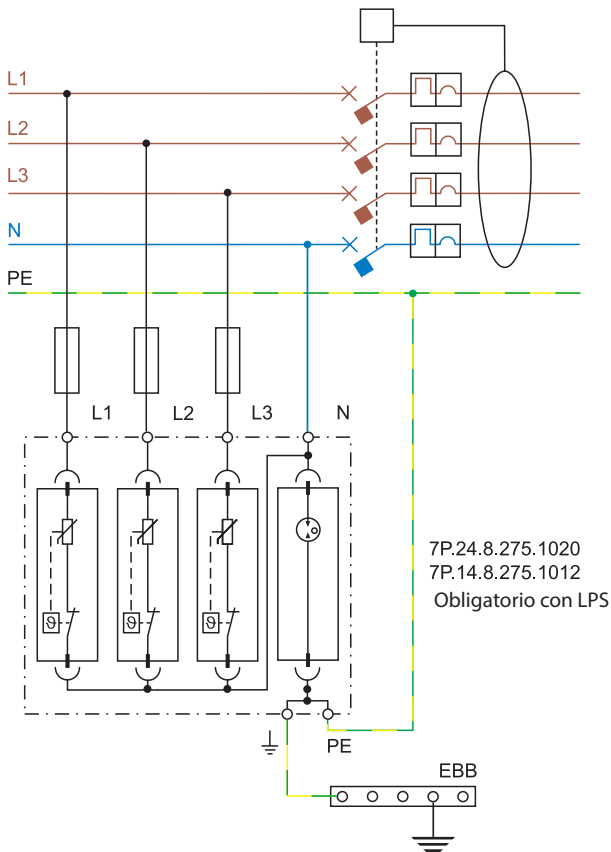 L1
L2
L3
N
PE
L1 L2 L3 N
ϑ ϑ ϑ
7P.24.8.275.1020
7P.14.8.275.1012
Obligatorio con LPS
PE
EBB